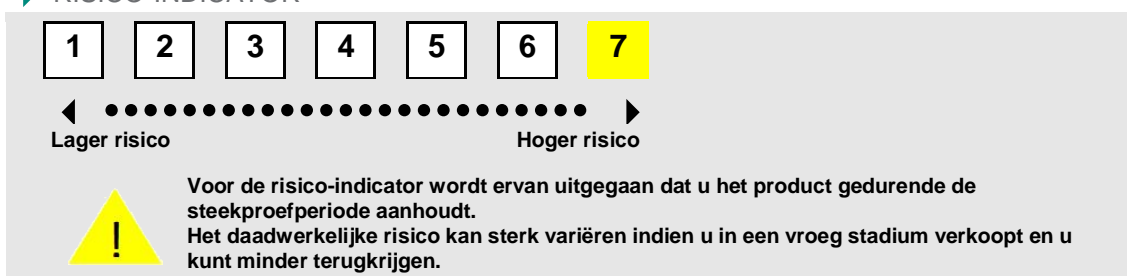 RISICO-INDICATOR
1 2 3 4 5 6 7
Lager risico Hoger risico
Voor de risico-indicator wordt ervan uitgegaan dat u het product gedurende de
steekproefperiode aanhoudt.
! Het daadwerkelijke risico kan sterk variëren indien u in een vroeg stadium verkoopt en u
kunt minder terugkrijgen.